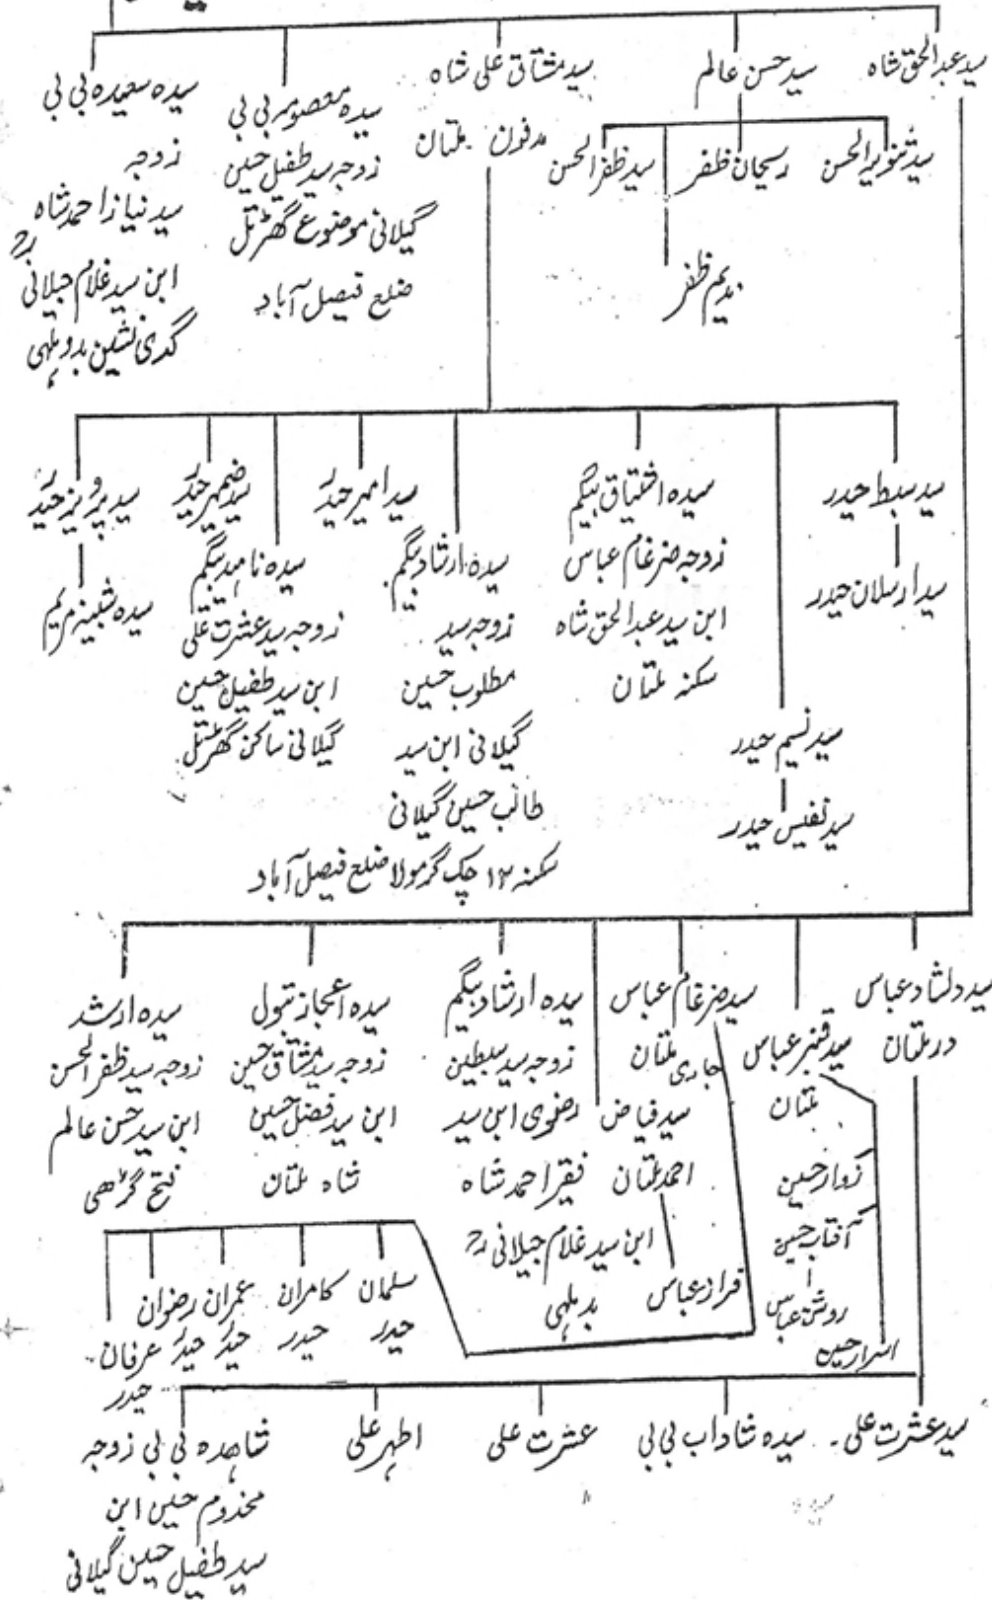 سید عبدالحق شاہ
سید حسن عالم
سید مشتاق علی شاہ
مدفون ملتان
سیدہ معصومہ بی بی
زوجہ سید طفیل حسین
گیلانی موضوع گھڑتل
ضلع فیصل آباد
سیدہ سعیدہ بی بی
زوجہ
سید نیاز احمد شاہ
ابن سید غلام جیلانیؒ
گدی نشین بدوملہی
سید تنویر الحسن
ریحان ظفر
سید ظفر الحسن
ندیم ظفر
سید سبط حیدر
سید ارسلان حیدر
سید نسیم حیدر
سید نفیس حیدر
سیدہ اشتیاق بیگم
زوجہ ضرغام عباس
ابن سید عبدالحق شاہ
سکنہ ملتان
سیدہ ارشاد بیگم
زوجہ سید
مطلوب حسین
گیلانی ابن سید
طالب حسین گیلانی
سکنہ ۱۲ چک گرمولا ضلع فیصل آباد
سید امیر حیدر
سیدہ ناہید بیگم
زوجہ سید عشرت علی
ابن سید طفیل حسین
گیلانی ساکن گھڑتل
سید ضمیر حیدر
سید پرویز حیدر
سیدہ مریم
سید دلشاد عباس
در ملتان
سید قنبر عباس
ملتان
زوار حسین
آفتاب حسین
روشن عباس
اسرار حسین
سید ضرغام عباس
جاری ملتان
سید فیاض
احمد ملتان
فراز عباس
سیدہ ارشاد بیگم
زوجہ سید سبطین
رضوی ابن سید
فقیر احمد شاہ
ابن سید غلام جیلانیؒ
بدملہی
سیدہ اعجاز بتول
زوجہ سید مشتاق حسین
ابن سید فضل حسین
شاہ ملتان
سیدہ ارشد
زوجہ سید ظفر الحسن
ابن سید حسن عالم
فتح گڑھی
سلمان حیدر
کامران حیدر
عمران حیدر
رضوان حیدر
عرفان حیدر
سید عشرت علی۔
سیدہ شاداب بی بی
عشرت علی
اطہر علی
شاہدہ بی بی زوجہ
مخدوم حسین ابن
سید طفیل حسین گیلانی